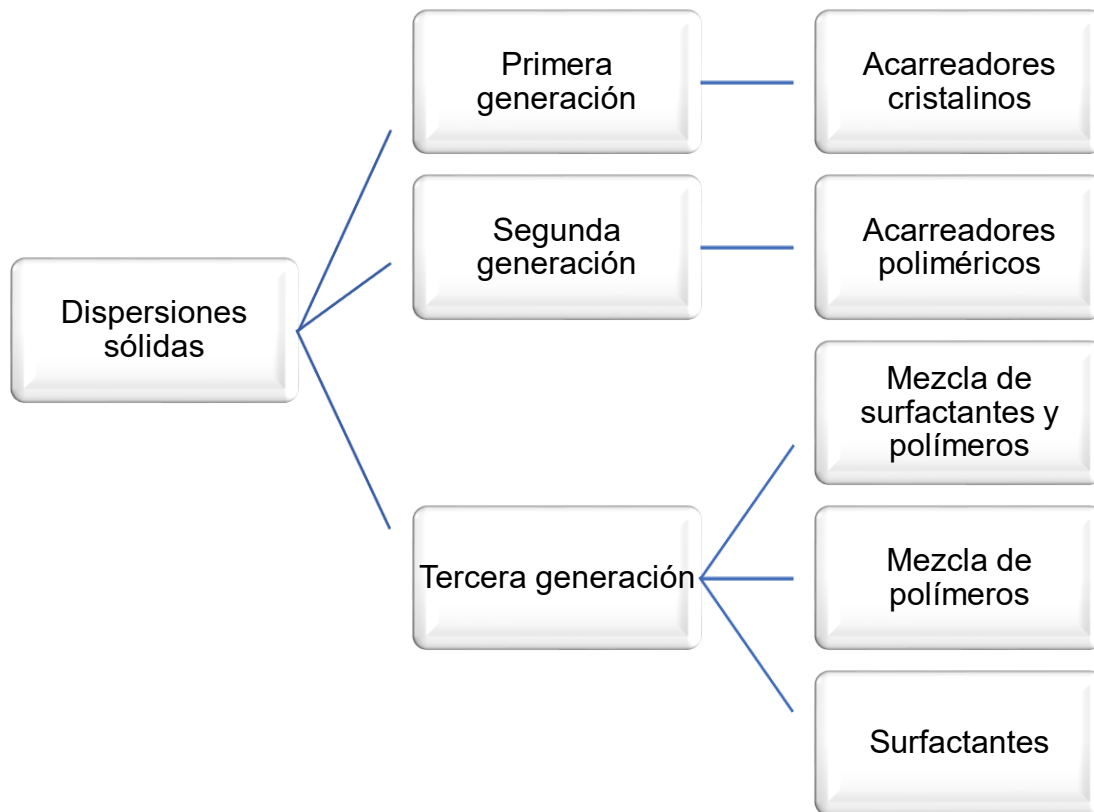 Primera
generación
Acarreadores
cristalinos
Segunda
generación
Acarreadores
poliméricos
Dispersiones
sólidas
Mezcla de
surfactantes y
polímeros
Tercera generación
Mezcla de
polímeros
Surfactantes